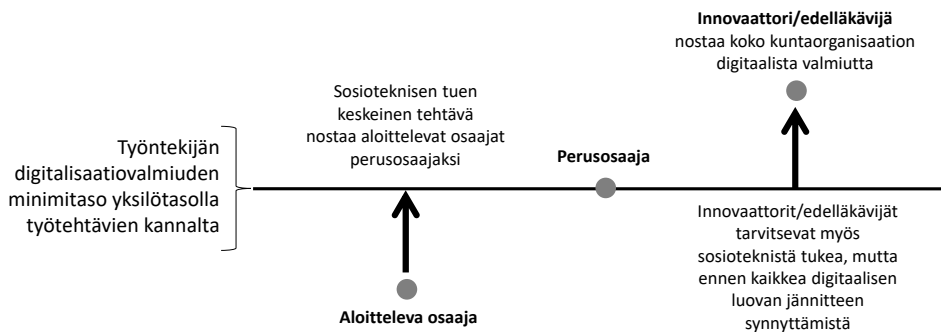 Työntekijän
digitalisaatiovalmiuden
minimitaso yksilötasolla
työtehtävien kannalta
Sosioteknisen tuen
keskeinen tehtävä
nostaa aloittelevat osaajat
perusosaajaksi
Aloitteleva osaaja
Perusosaaja
Innovaattori/edelläkävijä
nostaa koko kuntaorganisaation
digitaalista valmiutta
Innovaattorit/edelläkävijät
tarvitsevat myös
sosioteknistä tukea, mutta
ennen kaikkea digitaalisen
luovan jännitteen
synnyttämistä